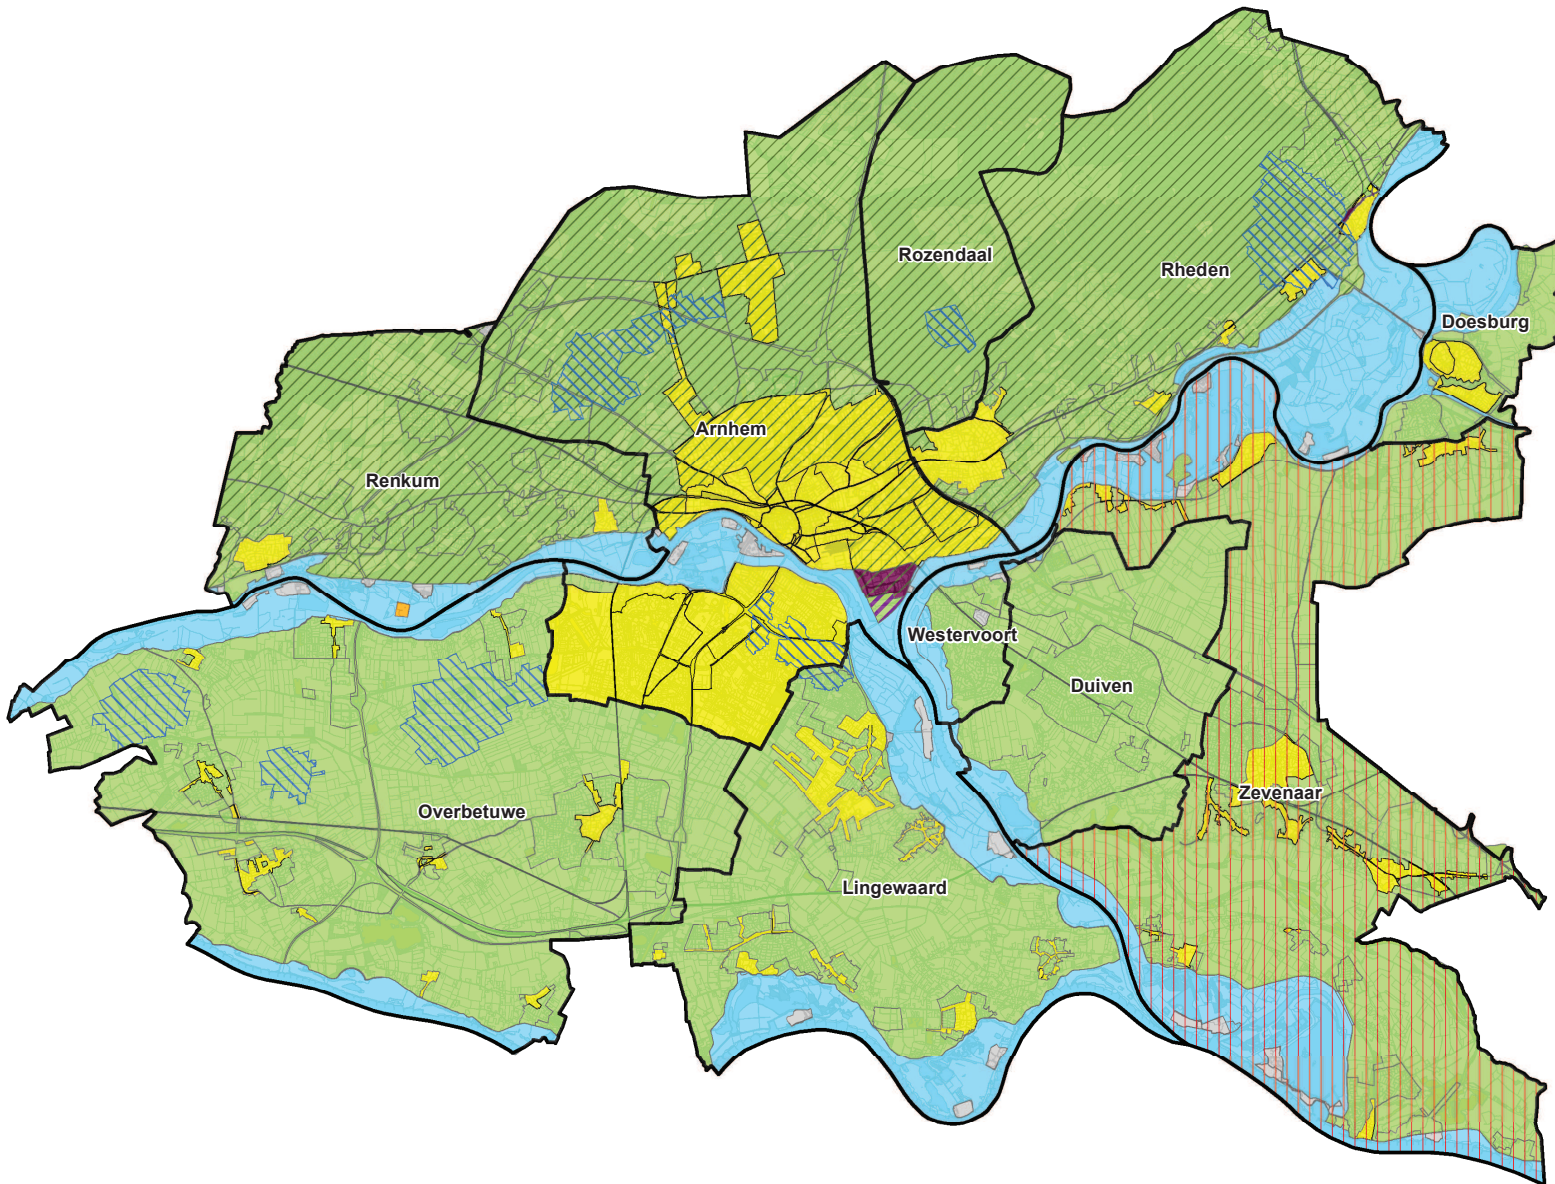 Rozendaal
Rheden
Doesburg
Arnhem
Renkum
Westervoort
Duiven
Zevenaar
Overbetuwe
Lingewaard